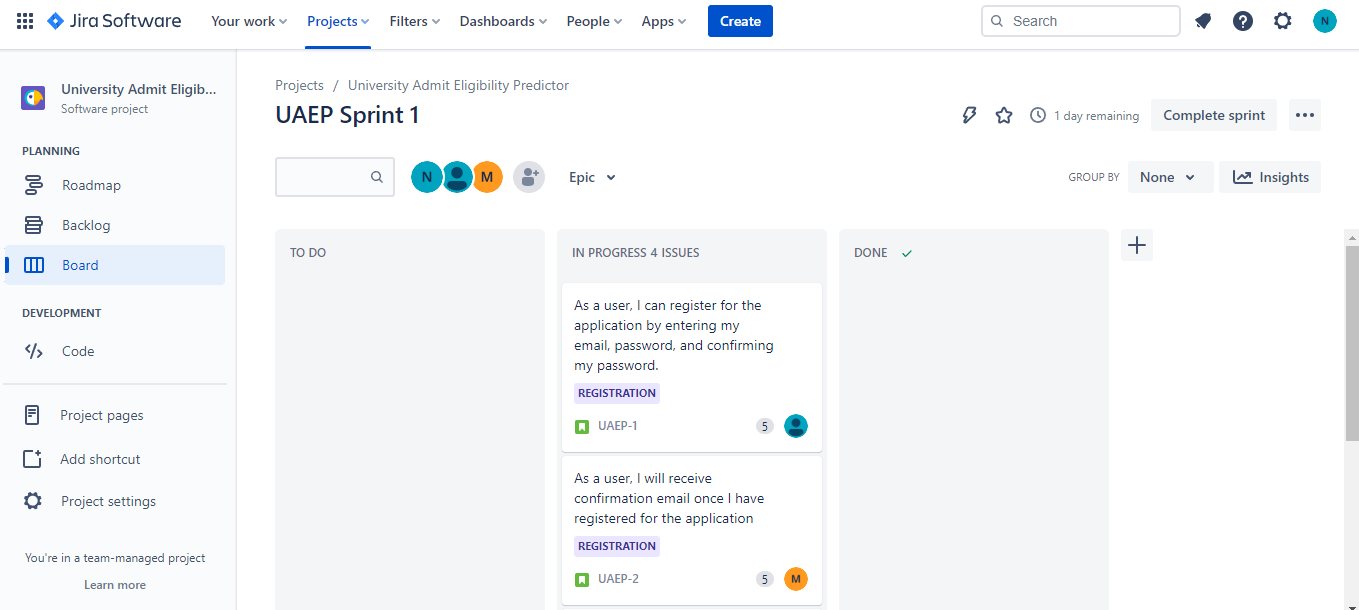 Jira Software Your work Projects Filters Dashboards People Apps Create Search N
University Admit Eligib...
Software project
PLANNING
Roadmap
Backlog
Board
DEVELOPMENT
Code
Project pages
Add shortcut
Project settings
You're in a team-managed project
Learn more
Projects / University Admit Eligibility Predictor
UAEP Sprint 1
1 day remaining Complete sprint
N M Epic GROUP BY None Insights
TO DO
IN PROGRESS 4 ISSUES
As a user, I can register for the
application by entering my
email, password, and confirming
my password.
REGISTRATION
UAEP-1 5
As a user, I will receive
confirmation email once I have
registered for the application
REGISTRATION
UAEP-2 5 M
DONE